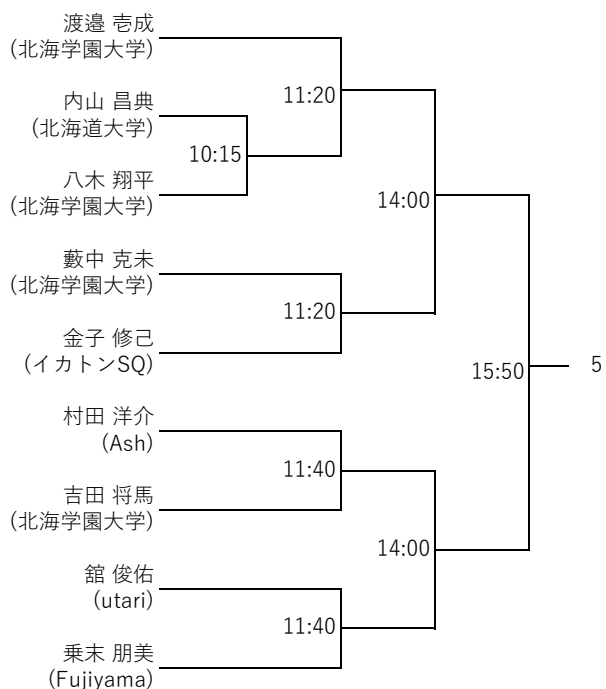 渡邉 壱成
(北海学園大学)
11:20
内山 昌典
(北海道大学)
10:15
八木 翔平
(北海学園大学)
14:00
藪中 克未
(北海学園大学)
11:20
金子 修己
(イカトンSQ)
15:50
5
村田 洋介
(Ash)
11:40
吉田 将馬
(北海学園大学)
14:00
舘 俊佑
(utari)
11:40
乗末 朋美
(Fujiyama)